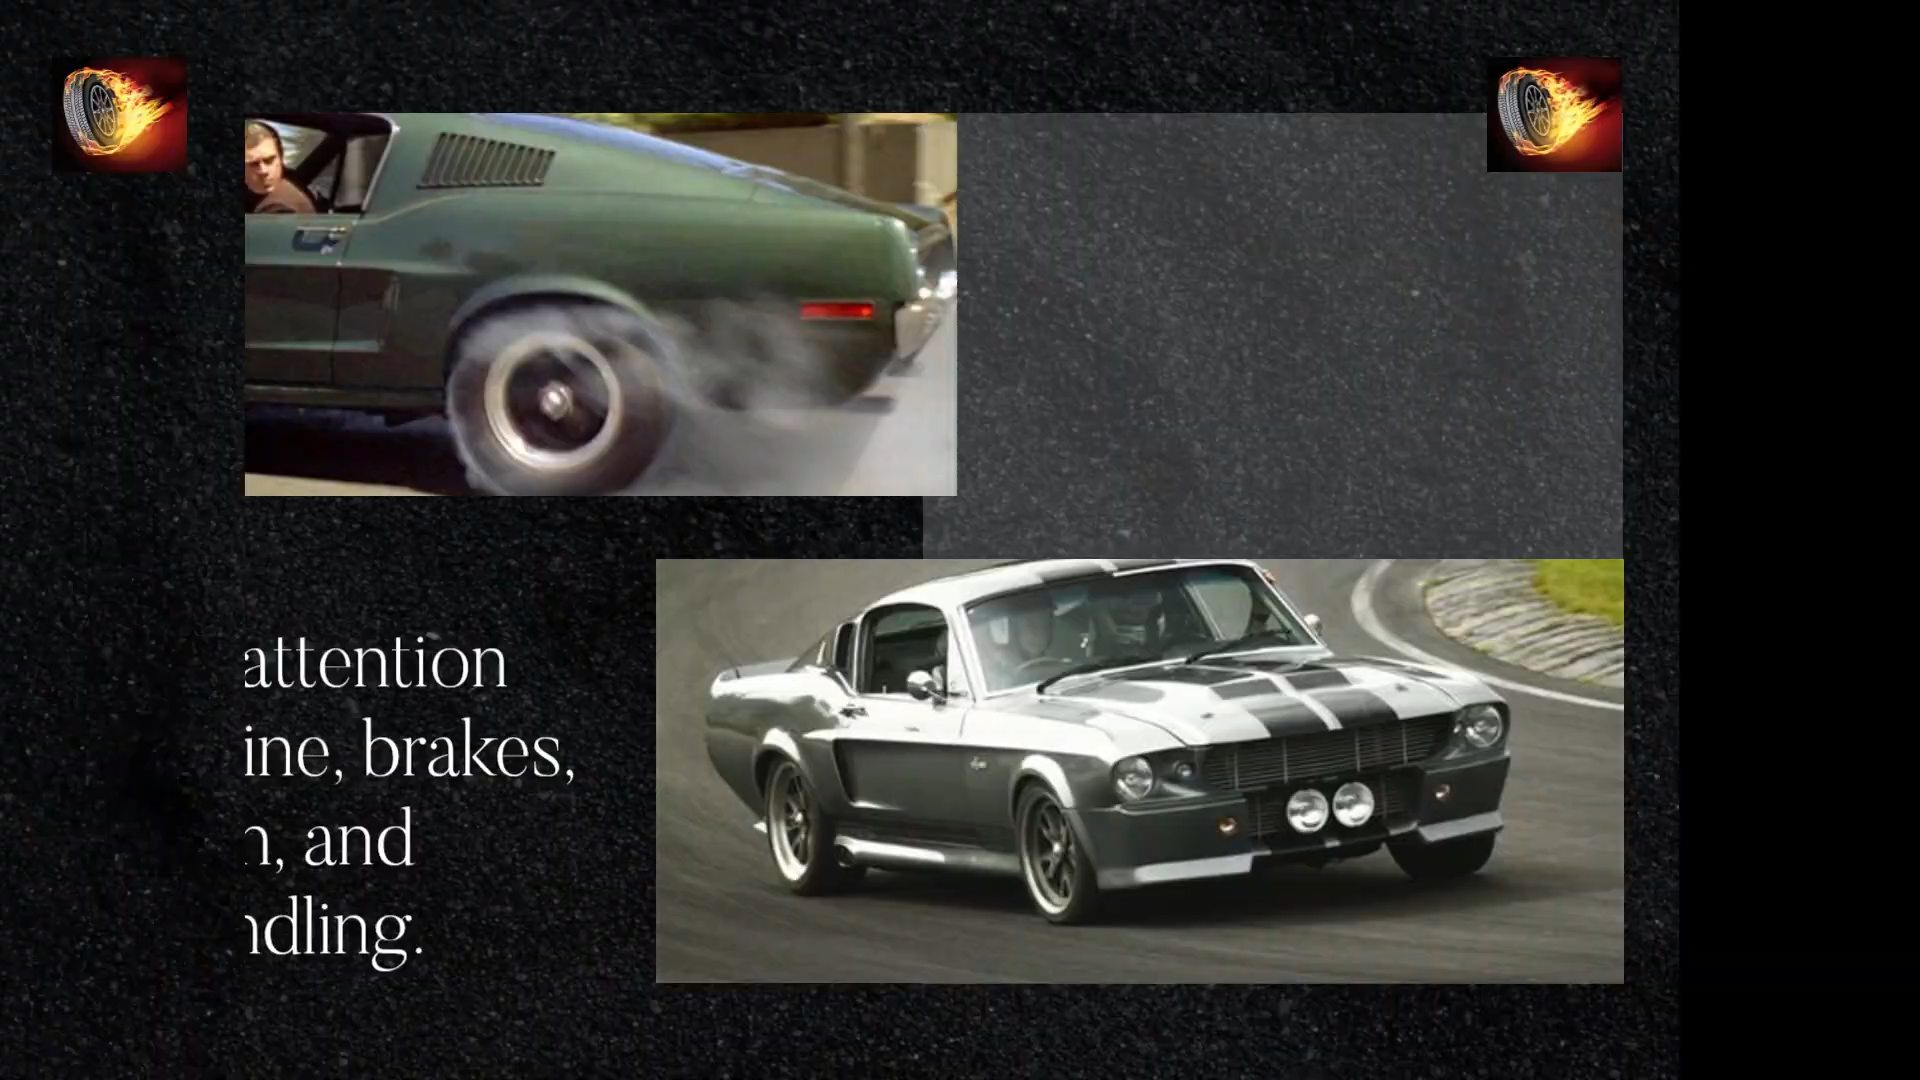 attention
ine, brakes,
n, and
ndling.